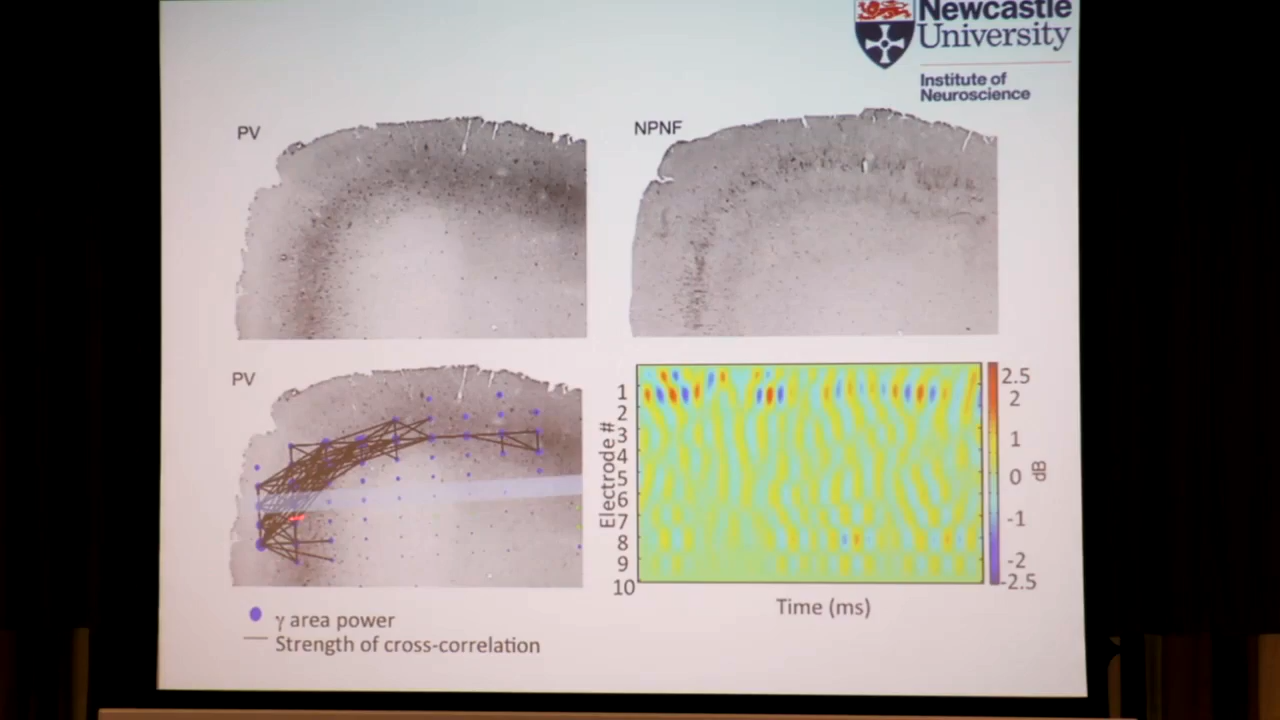 Newcastle
University
Institute of
Neuroscience
PV
NPNF
PV
Electrode #
1
2
3
4
5
6
7
8
9
10
2.5
2
1
0
-1
-2
-2.5
dB
Time (ms)
γ area power
Strength of cross-correlation